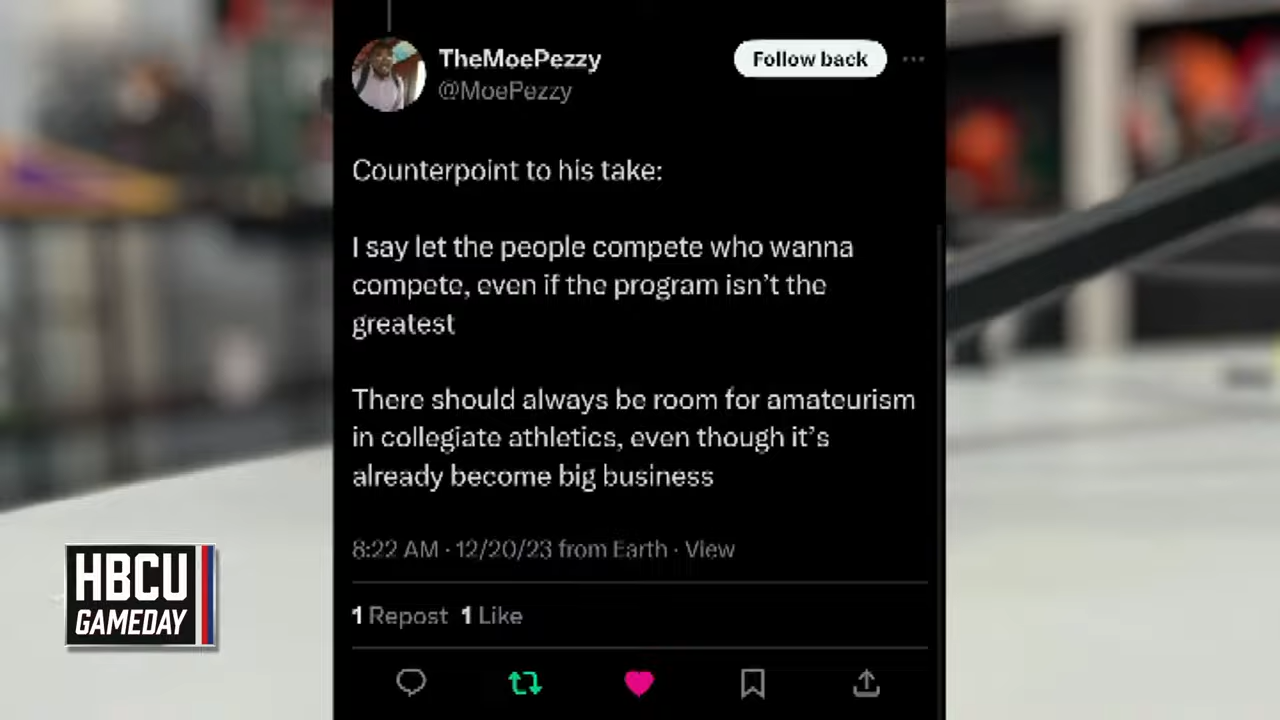 TheMoePezzy
Follow back
@MoePezzy
Counterpoint to his take:
I say let the people compete who wanna
compete, even if the program isn't the
greatest
There should always be room for amateurism
in collegiate athletics, even though it's
already become big business
8:22 AM · 12/20/23 from Earth · View
1 Repost 1 Like
HBCU
GAMEDAY